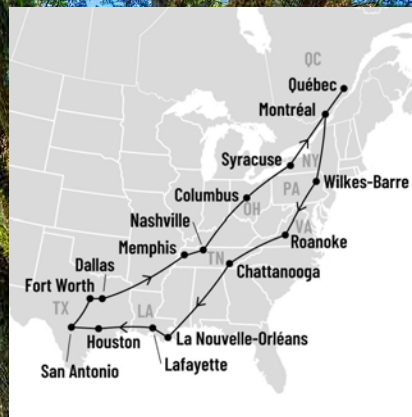 QC
Québec
Montréal
Syracuse
NY
PA
Wilkes-Barre
Columbus
OH
VA
Nashville
Roanoke
Memphis
TN
Chattanooga
Dallas
Fort Worth
TX
LA
Houston
La Nouvelle-Orléans
Lafayette
San Antonio